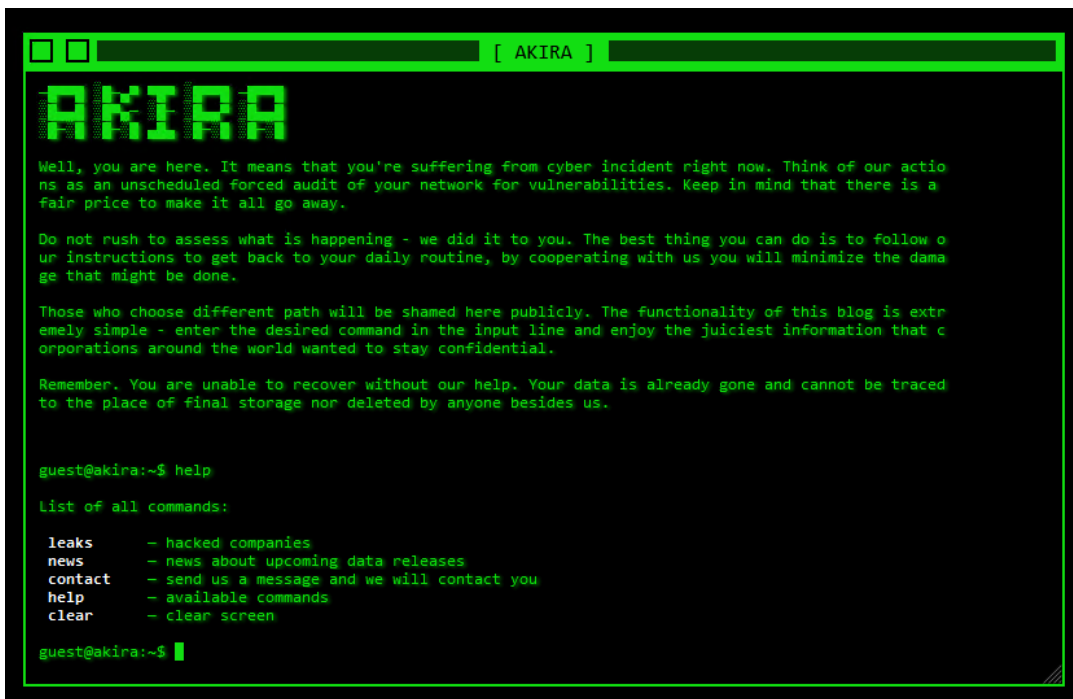 [ AKIRA ]
AKIRA
Well, you are here. It means that you're suffering from cyber incident right now. Think of our actio
ns as an unscheduled forced audit of your network for vulnerabilities. Keep in mind that there is a
fair price to make it all go away.
Do not rush to assess what is happening - we did it to you. The best thing you can do is to follow o
ur instructions to get back to your daily routine, by cooperating with us you will minimize the dama
ge that might be done.
Those who choose different path will be shamed here publicly. The functionality of this blog is extr
emely simple - enter the desired command in the input line and enjoy the juiciest information that c
orporations around the world wanted to stay confidential.
Remember. You are unable to recover without our help. Your data is already gone and cannot be traced
to the place of final storage nor deleted by anyone besides us.
guest@akira:~$ help
List of all commands:
leaks — hacked companies
news — news about upcoming data releases
contact — send us a message and we will contact you
help — available commands
clear — clear screen
guest@akira:~$